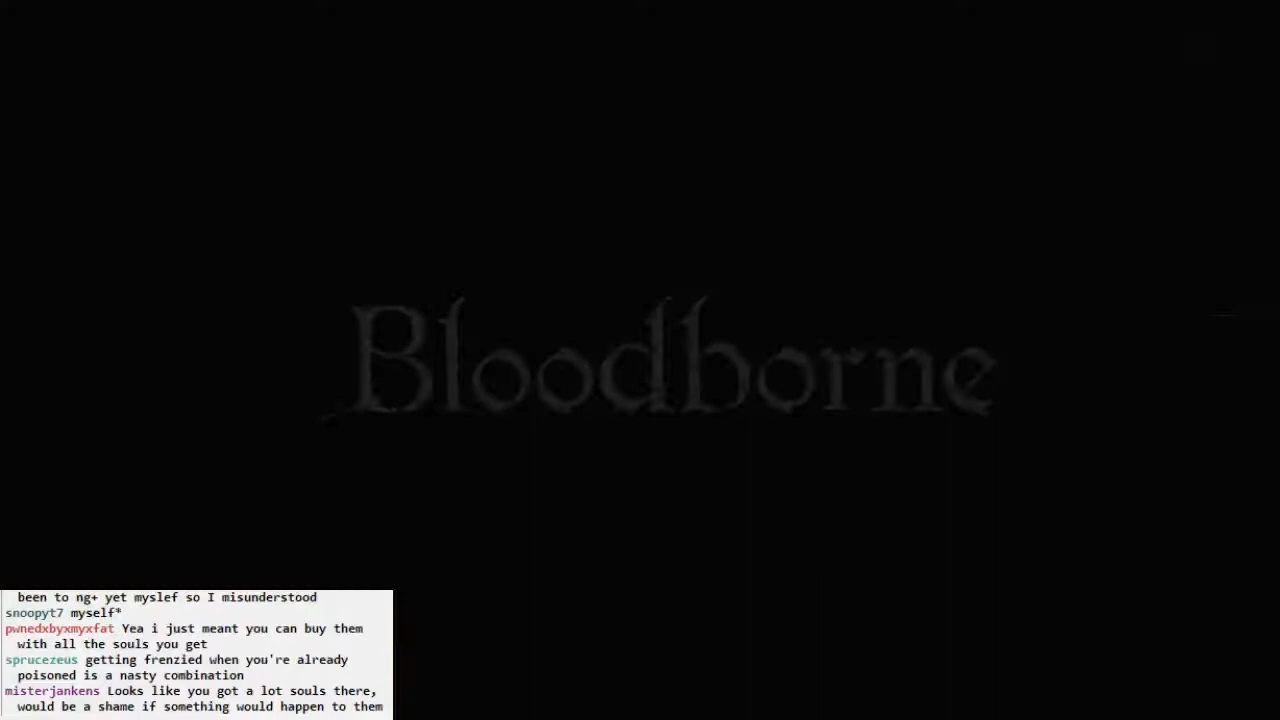 Bloodborne
been to ng+ yet myslef so I misunderstood
snoopyt7 myself*
pwnedxbyxmyxfat Yea i just meant you can buy them
with all the souls you get
sprucezeus getting frenzied when you're already
poisoned is a nasty combination
misterjankens Looks like you got a lot souls there,
would be a shame if something would happen to them